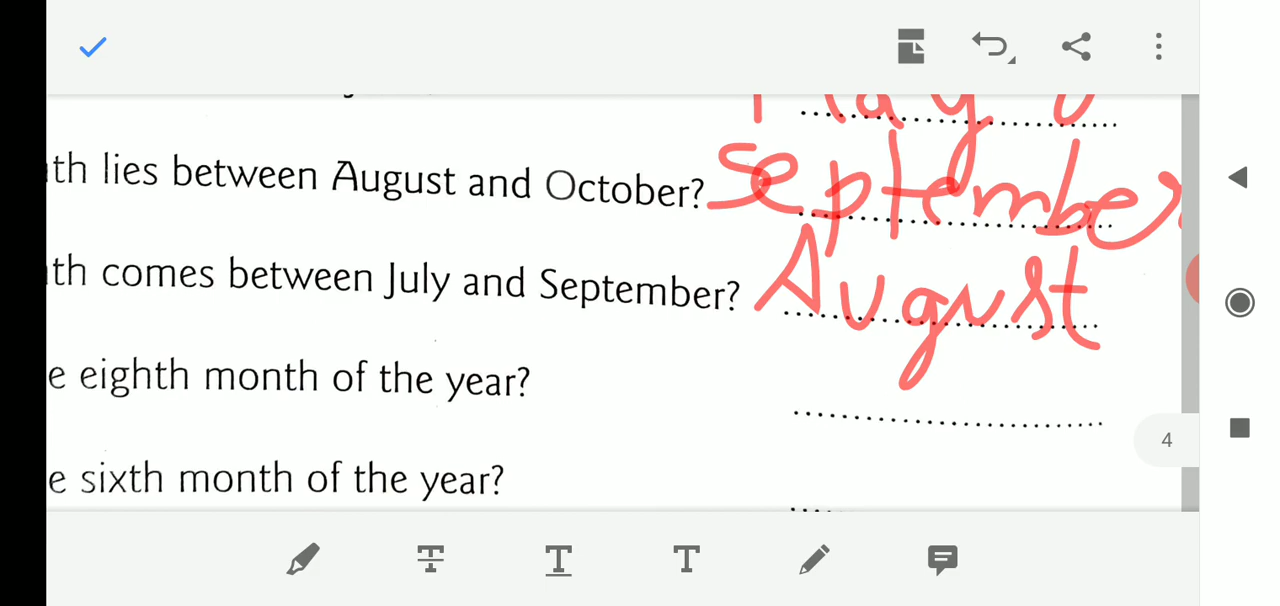 th lies between August and October? September
th comes between July and September? August
e eighth month of the year?
e sixth month of the year?
4